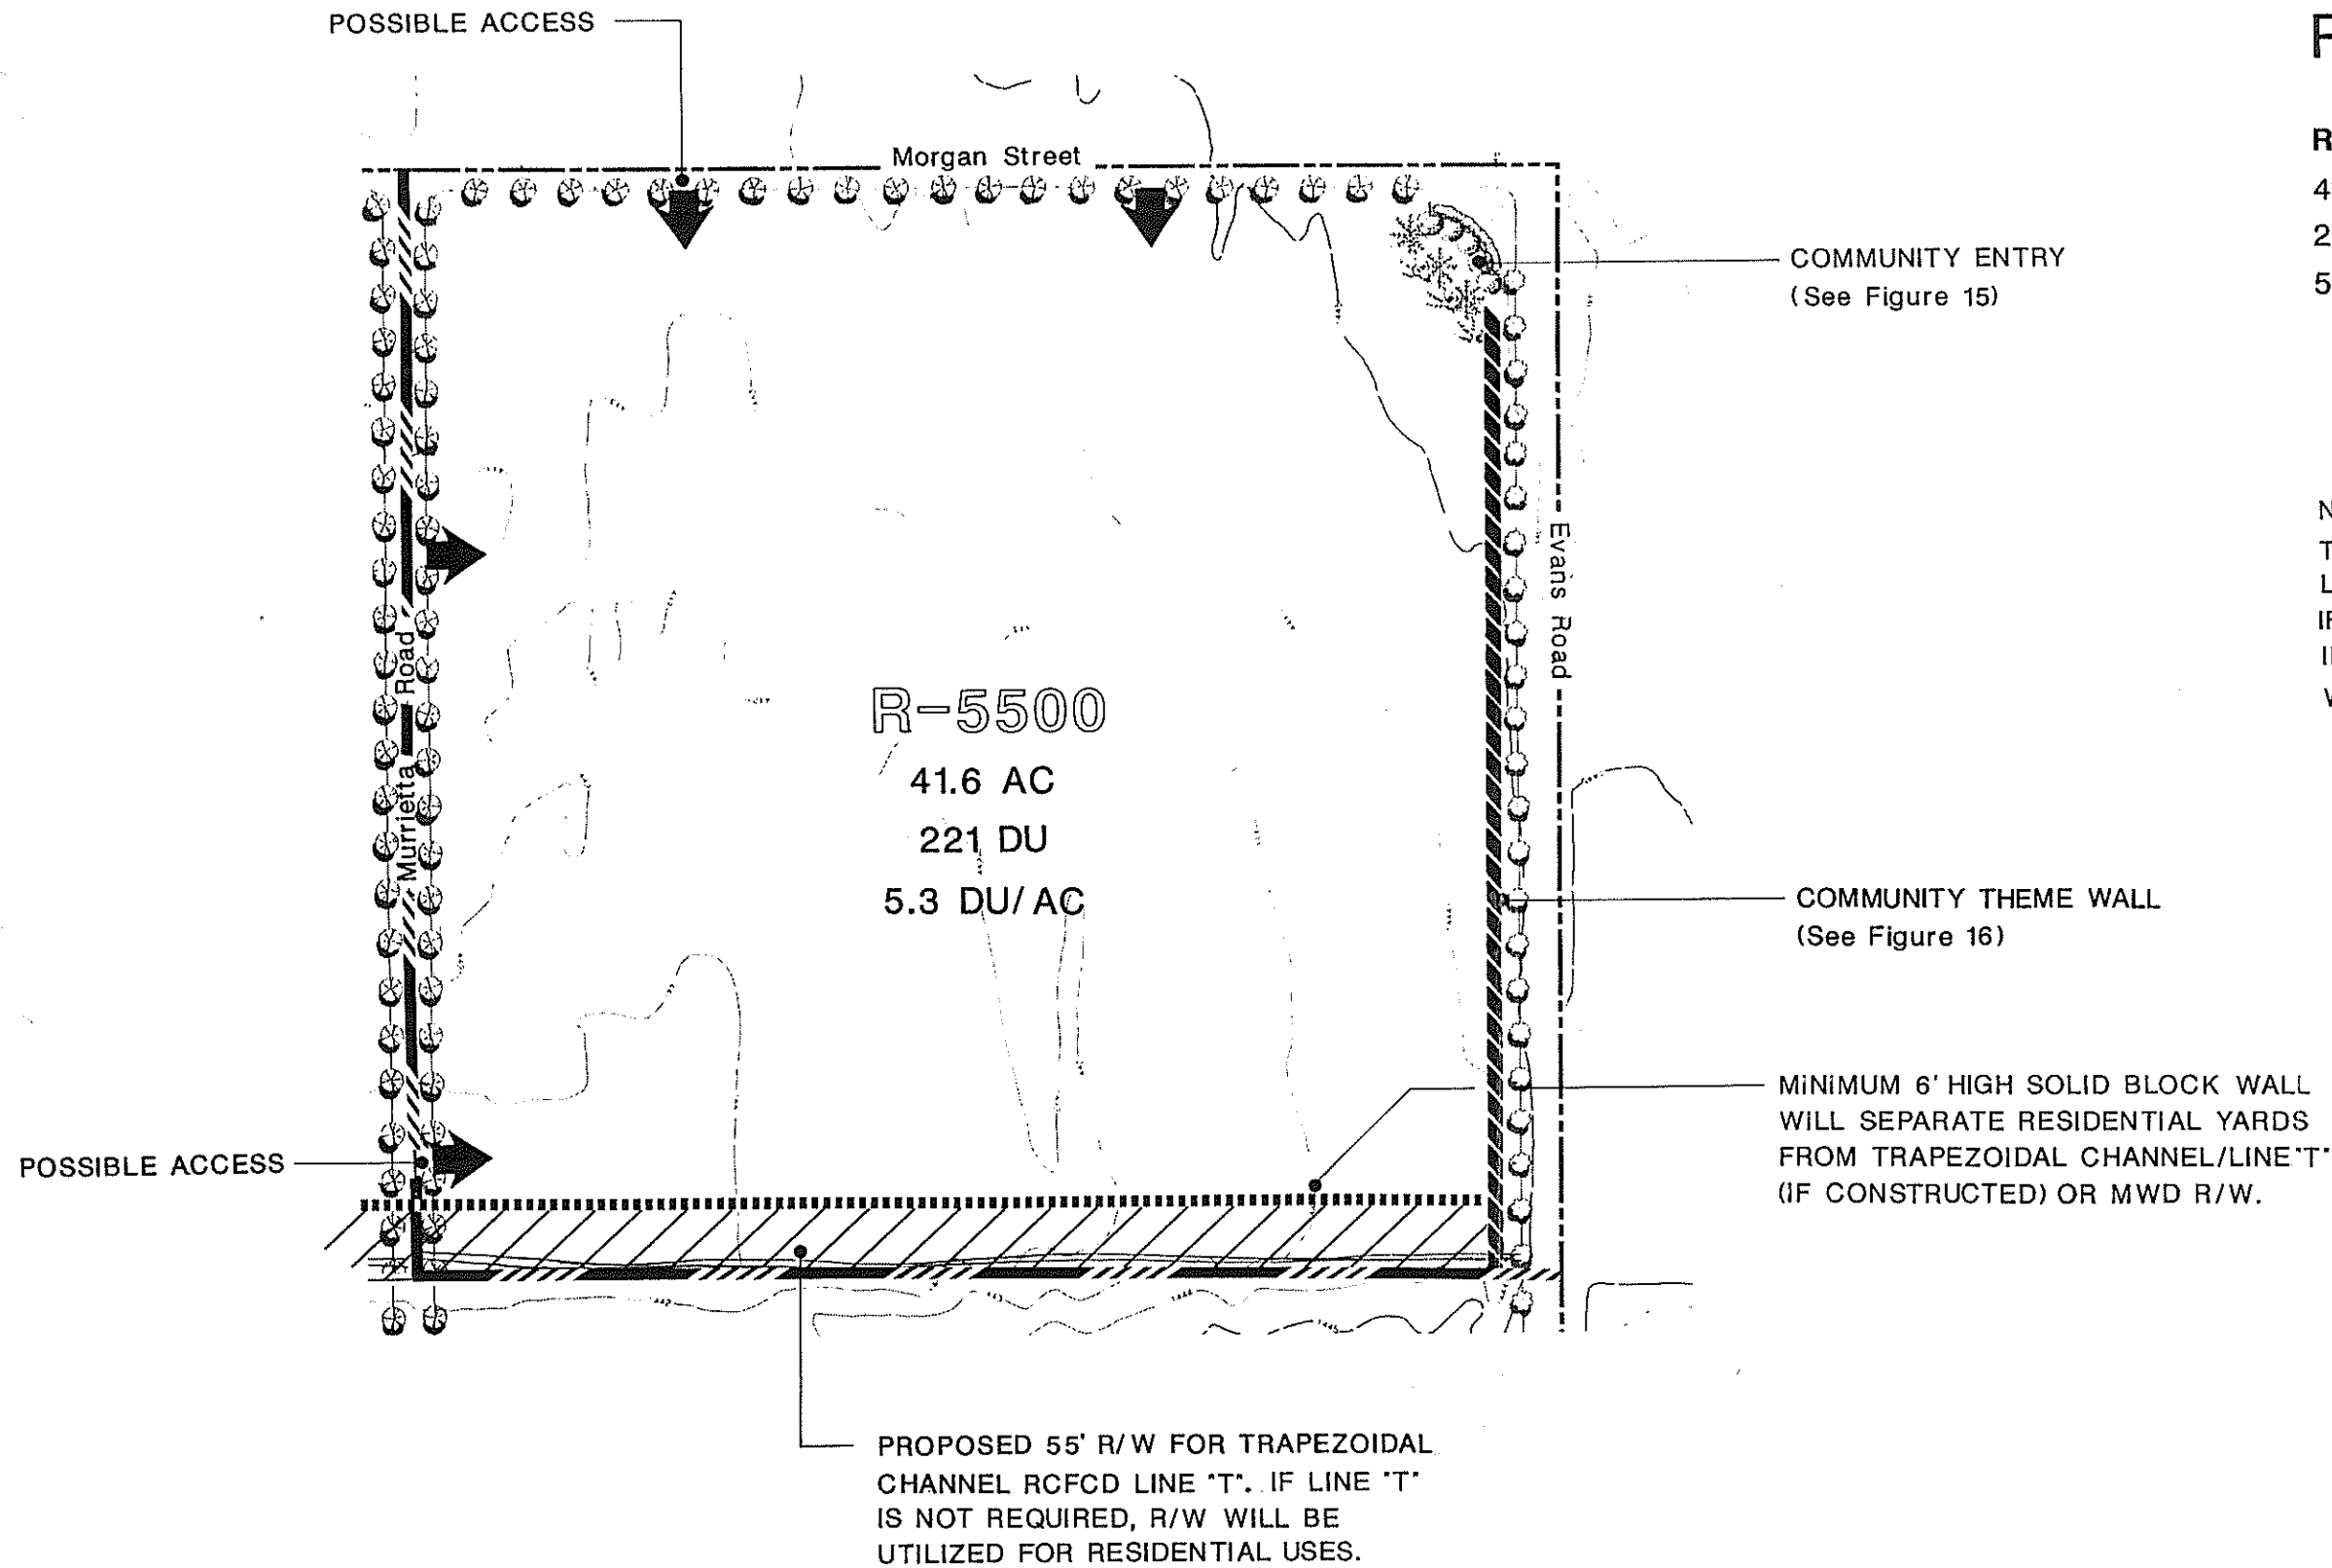 POSSIBLE ACCESS
Morgan Street
COMMUNITY ENTRY
(See Figure 15)
Evans Road
Murrietta Road
R-5500
41.6 AC
221 DU
5.3 DU/AC
COMMUNITY THEME WALL
(See Figure 16)
MINIMUM 6' HIGH SOLID BLOCK WALL
WILL SEPARATE RESIDENTIAL YARDS
FROM TRAPEZOIDAL CHANNEL/LINE "T"
(IF CONSTRUCTED) OR MWD R/W.
POSSIBLE ACCESS
PROPOSED 55' R/W FOR TRAPEZOIDAL
CHANNEL RCFCD LINE "T". IF LINE "T"
IS NOT REQUIRED, R/W WILL BE
UTILIZED FOR RESIDENTIAL USES.